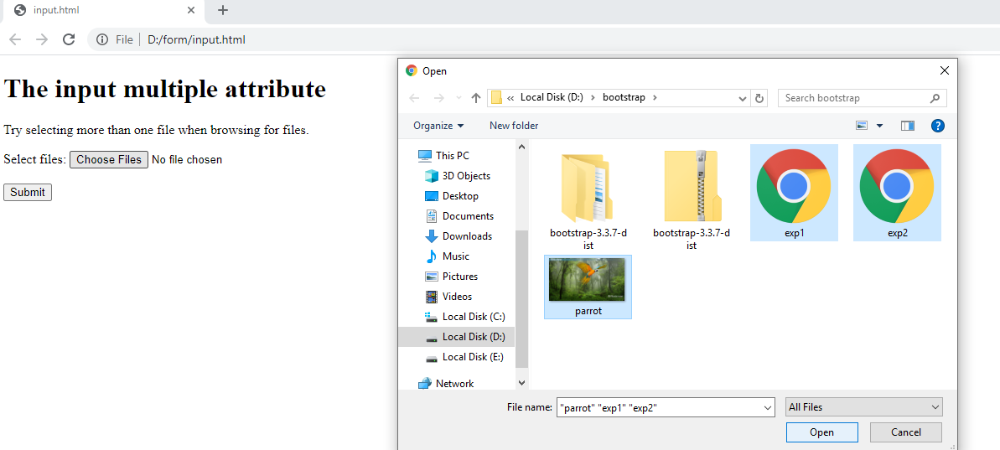 input.html
File D:/form/input.html
The input multiple attribute
Try selecting more than one file when browsing for files.
Select files: Choose Files No file chosen
Submit
Open
« Local Disk (D:) › bootstrap ›
Search bootstrap
Organize
New folder
This PC
3D Objects
Desktop
Documents
Downloads
Music
Pictures
Videos
Local Disk (C:)
Local Disk (D:)
Local Disk (E:)
Network
bootstrap-3.3.7-d
ist
bootstrap-3.3.7-d
ist
exp1
exp2
parrot
File name: "parrot" "exp1" "exp2"
All Files
Open
Cancel